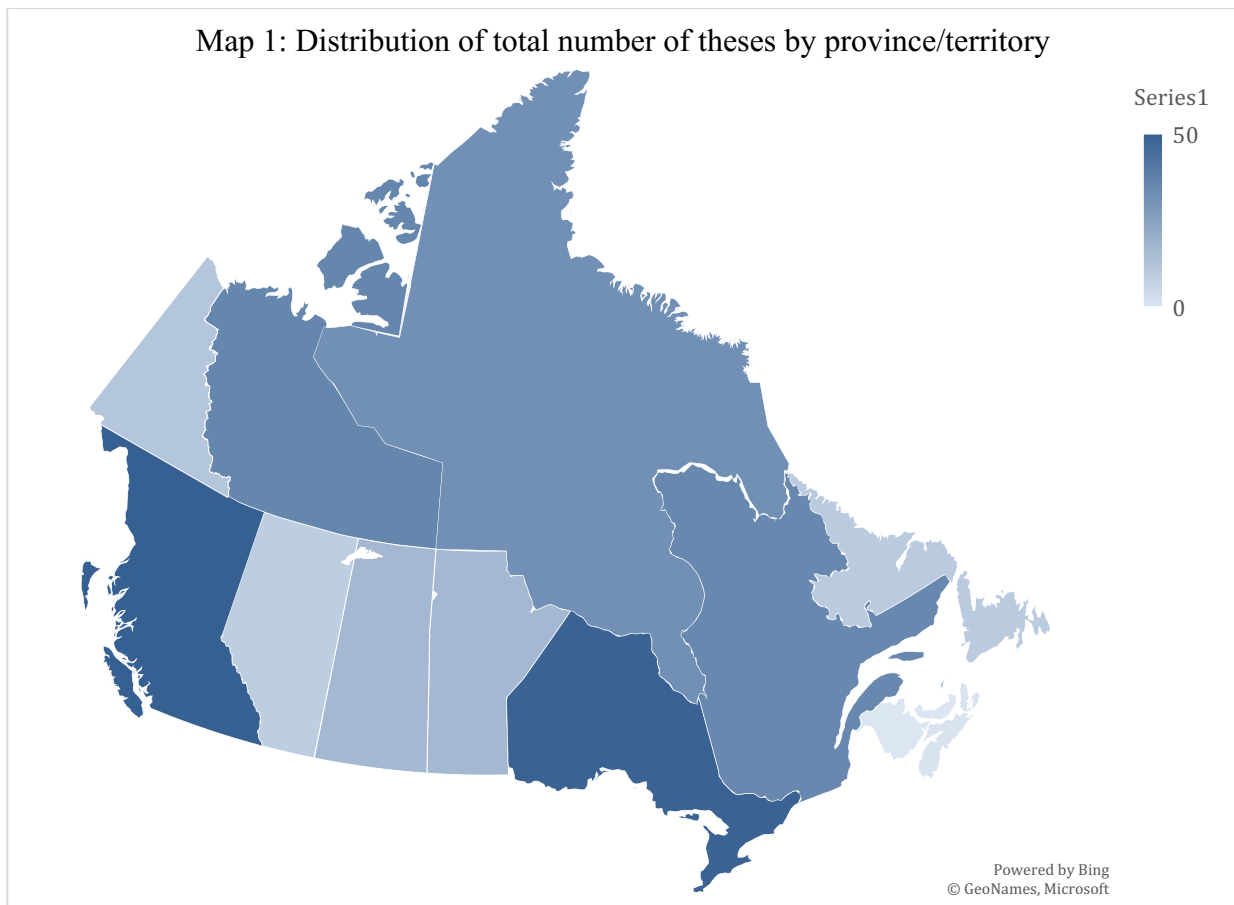 Map 1: Distribution of total number of theses by province/territory
Series1
50
0
Powered by Bing
© GeoNames, Microsoft